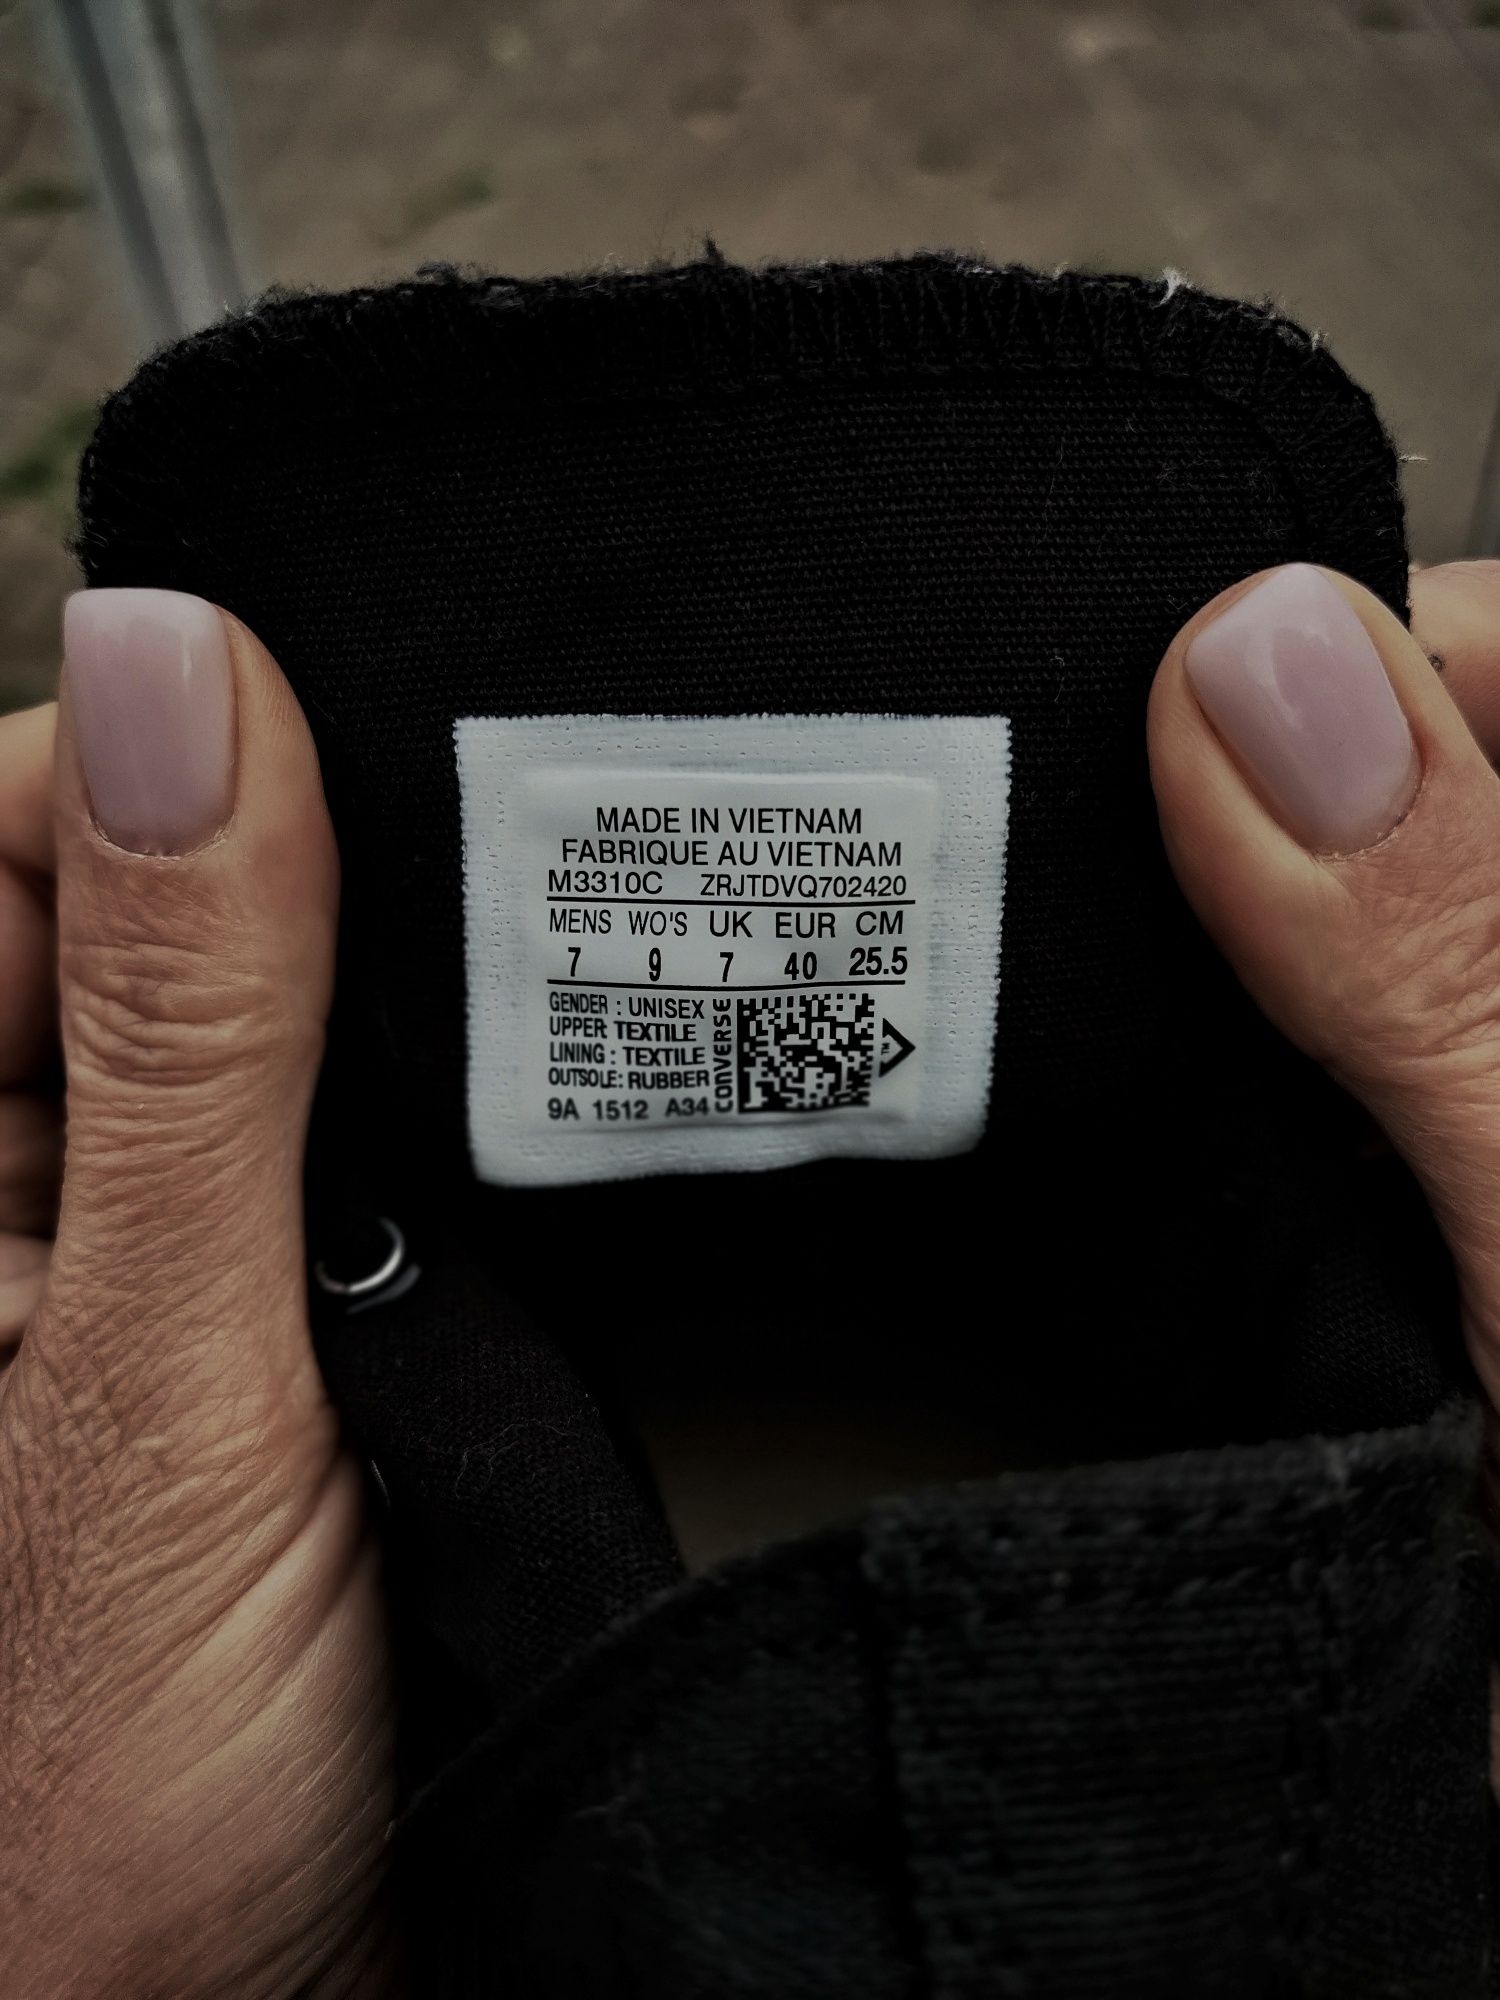 MADE IN VIETNAM
FABRIQUE AU VIETNAM
M3310C ZRJTDVQ702420
MENS WO'S UK EUR CM
7 9 7 40 25.5
GENDER : UNISEX
UPPER: TEXTILE
LINING : TEXTILE
OUTSOLE: RUBBER
9A 1512 A34
CONVERSE
TM